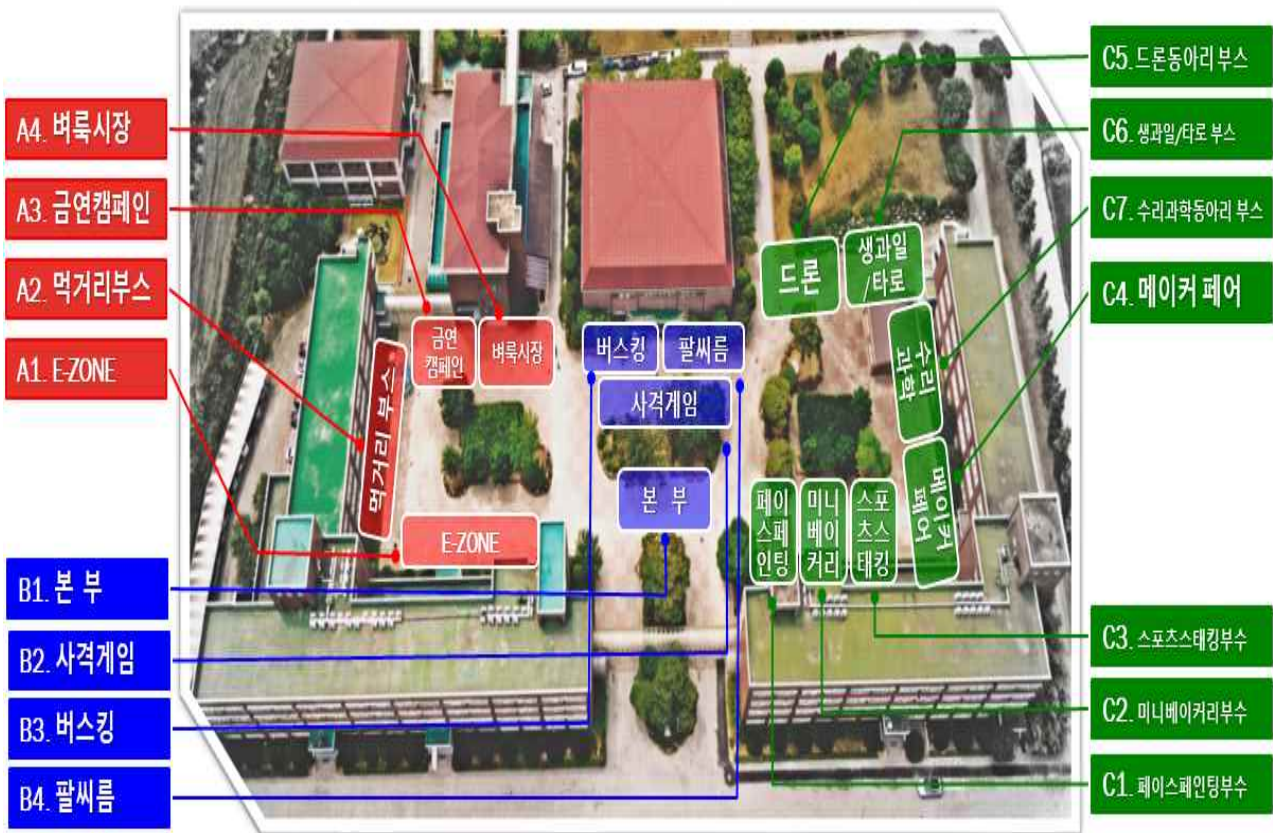 A4. 벼룩시장
A3. 금연캠페인
A2. 먹거리부스
A1. E-ZONE
B1. 본 부
B2. 사격게임
B3. 버스킹
B4. 팔씨름
금연
캠페인
벼룩시장
먹거리 부스
E-ZONE
버스킹
팔씨름
사격게임
본 부
드론
생과일
/타로
수리
과학
메이커
페어
페이
스페
인팅
미니
베이
커리
스포
츠스
태킹
C5. 드론동아리 부스
C6. 생과일/타로 부스
C7. 수리과학동아리 부스
C4. 메이커 페어
C3. 스포츠스태킹부수
C2. 미니베이커리부수
C1. 페이스페인팅부수